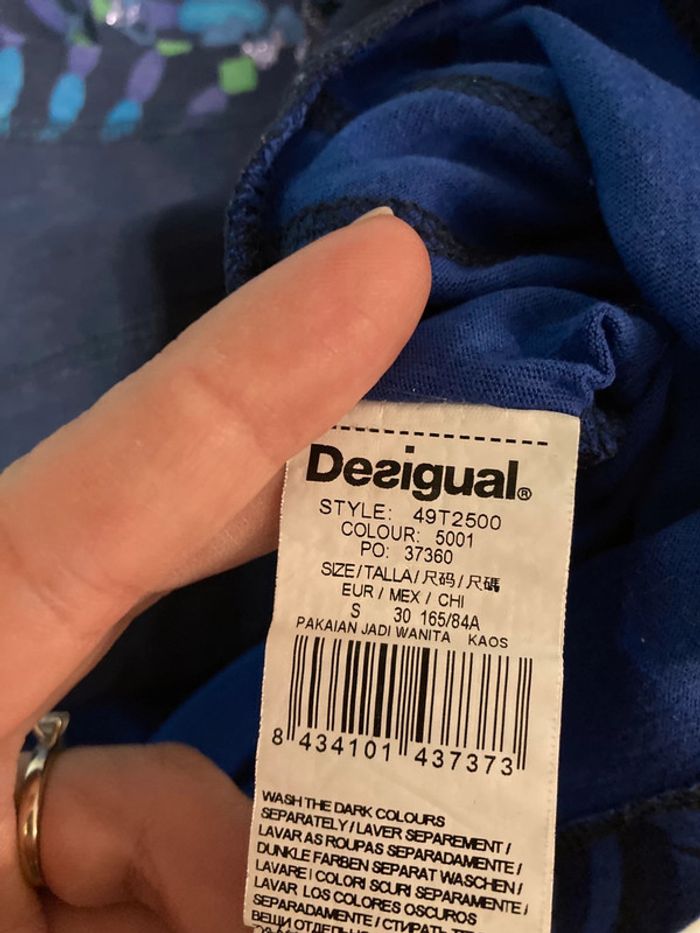 Desigual®
STYLE: 49T2500
COLOUR: 5001
PO: 37360
SIZE/TALLA/尺码/尺碼
EUR / MEX / CHI
S 30 165/84A
PAKAIAN JADI WANITA KAOS
8 434101 437373
WASH THE DARK COLOURS
SEPARATELY/LAVER SEPAREMENT/
LAVAR AS ROUPAS SEPARADAMENTE/
DUNKLE FARBEN SEPARAT WASCHEN/
LAVARE I COLORI SCURI SEPARAMENTE/
LAVAR LOS COLORES OSCUROS
SEPARADAMENTE/СТИРАТЬ
ВЕЩИ